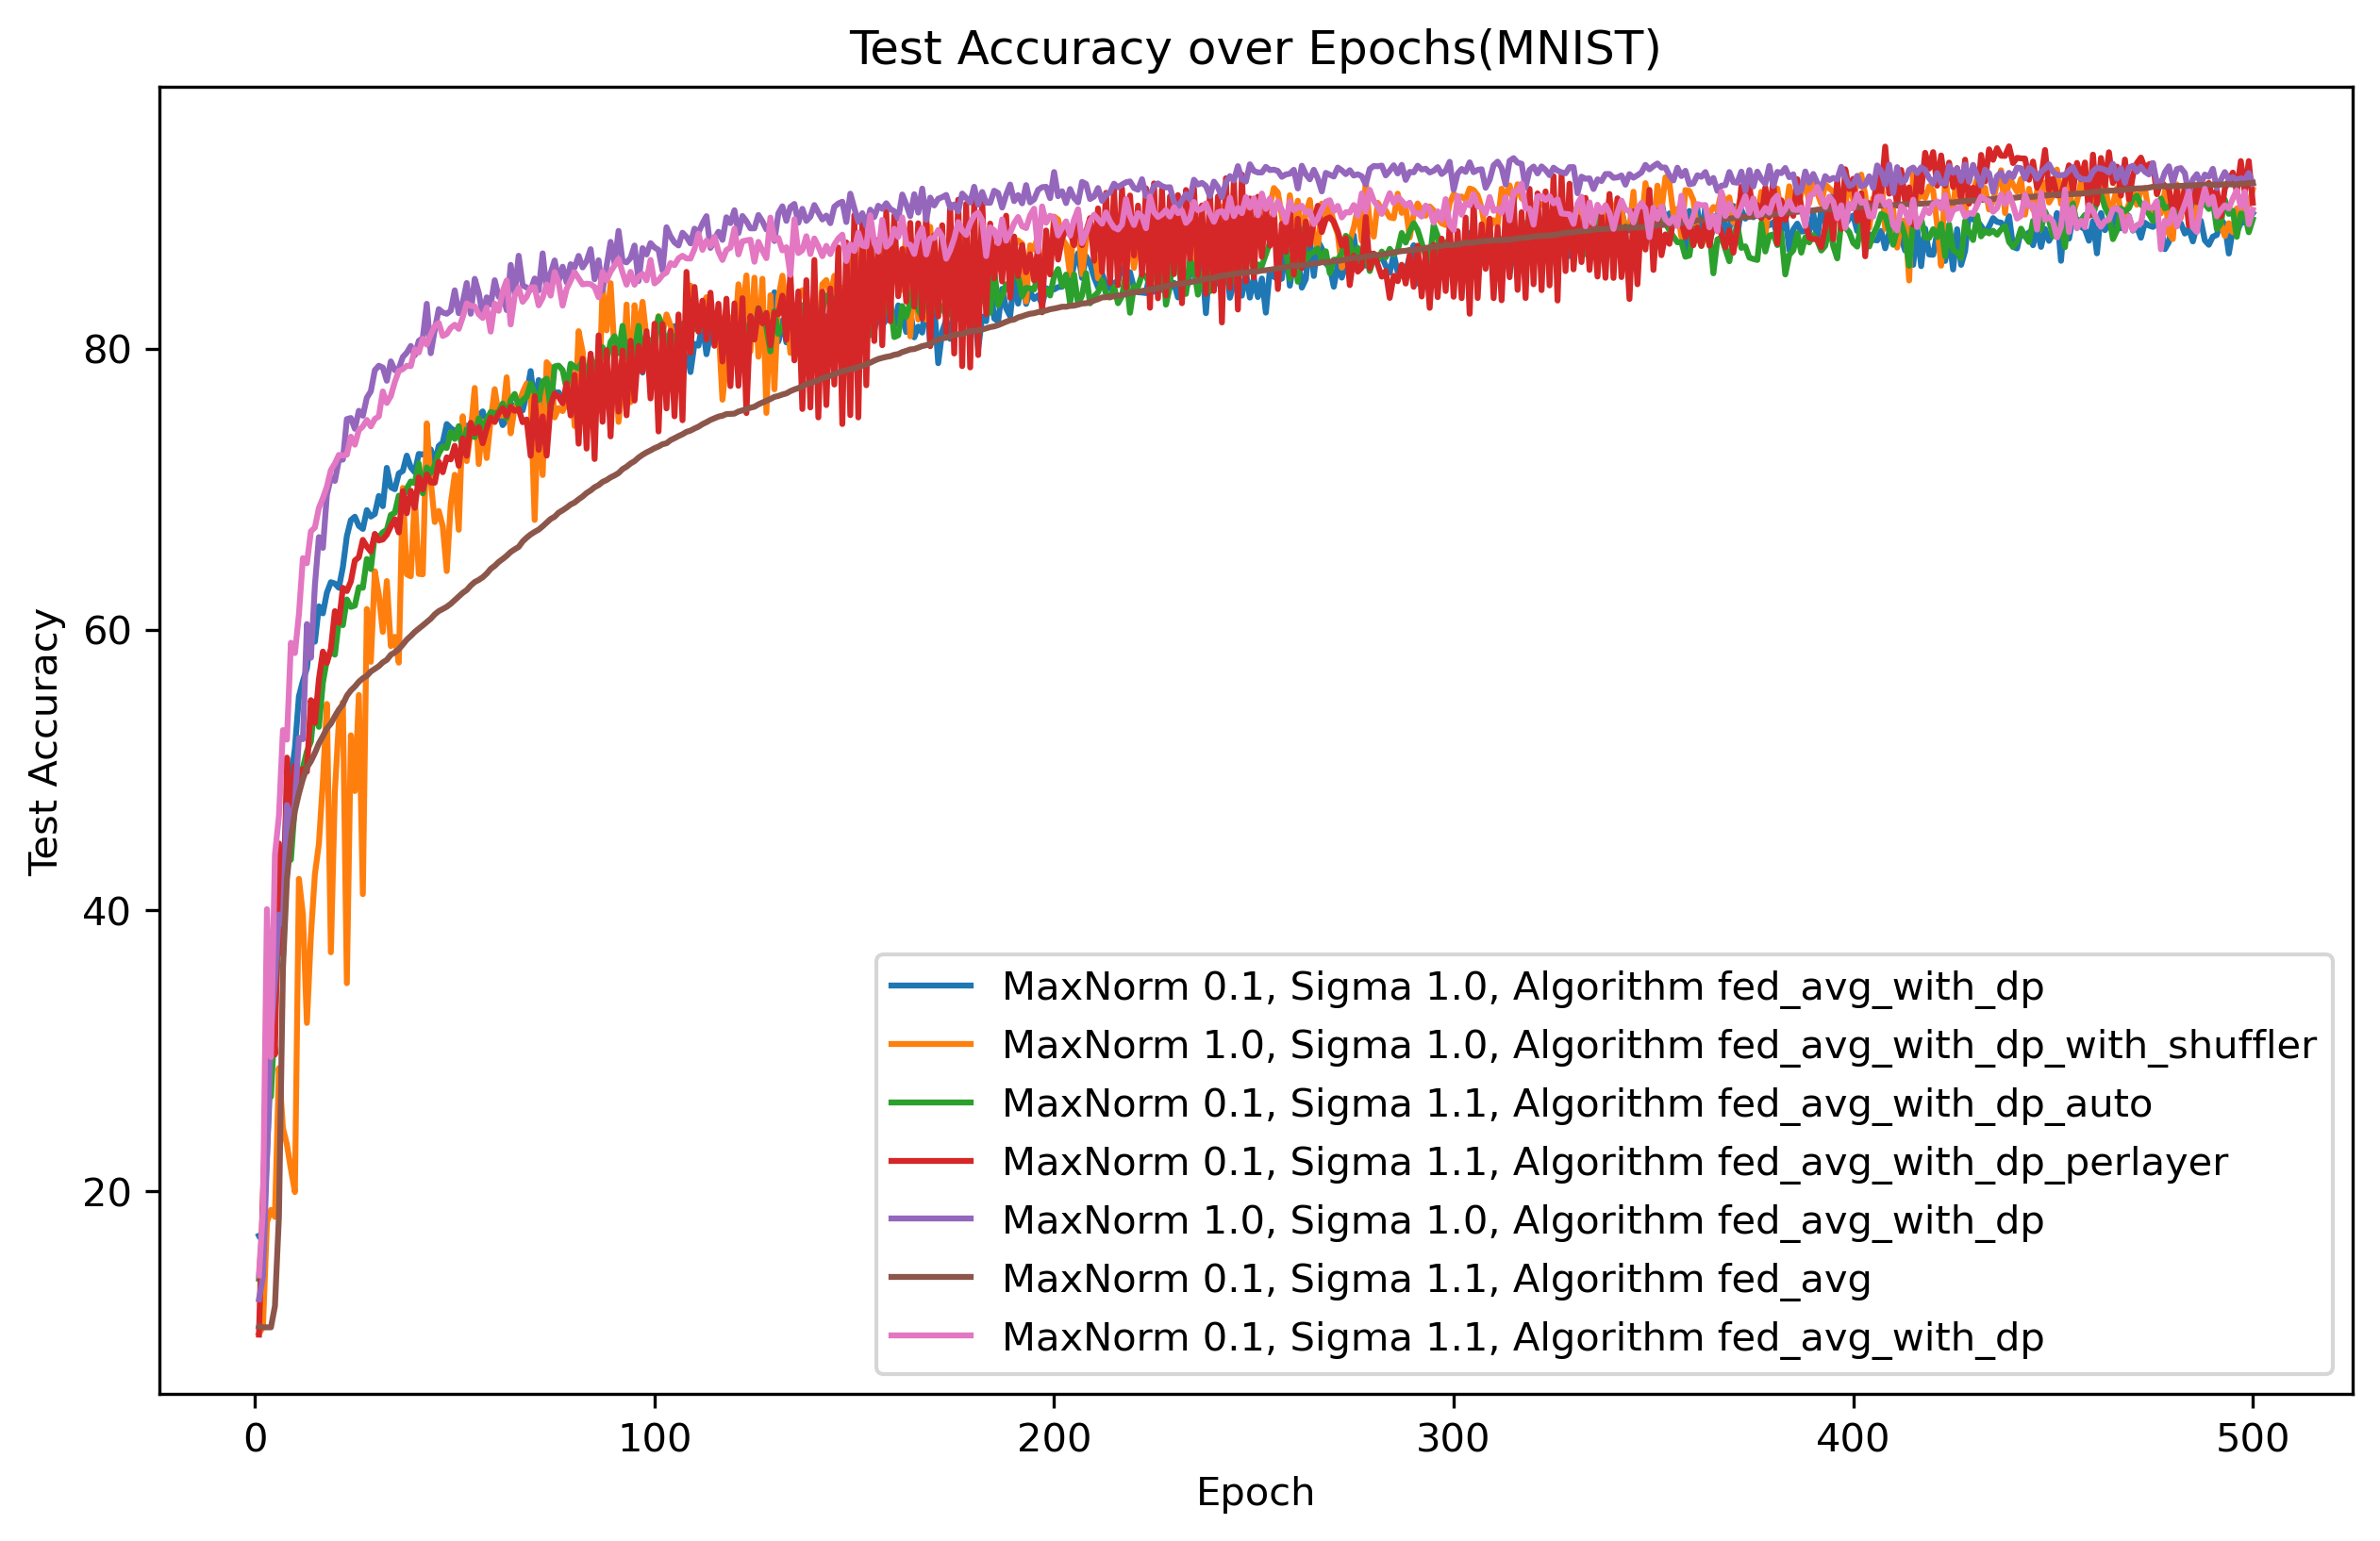 Test Accuracy over Epochs(MNIST)
Test Accuracy
80
60
40
20
MaxNorm 0.1, Sigma 1.0, Algorithm fed_avg_with_dp
MaxNorm 1.0, Sigma 1.0, Algorithm fed_avg_with_dp_with_shuffler
MaxNorm 0.1, Sigma 1.1, Algorithm fed_avg_with_dp_auto
MaxNorm 0.1, Sigma 1.1, Algorithm fed_avg_with_dp_perlayer
MaxNorm 1.0, Sigma 1.0, Algorithm fed_avg_with_dp
MaxNorm 0.1, Sigma 1.1, Algorithm fed_avg
MaxNorm 0.1, Sigma 1.1, Algorithm fed_avg_with_dp
0 100 200 300 400 500
Epoch